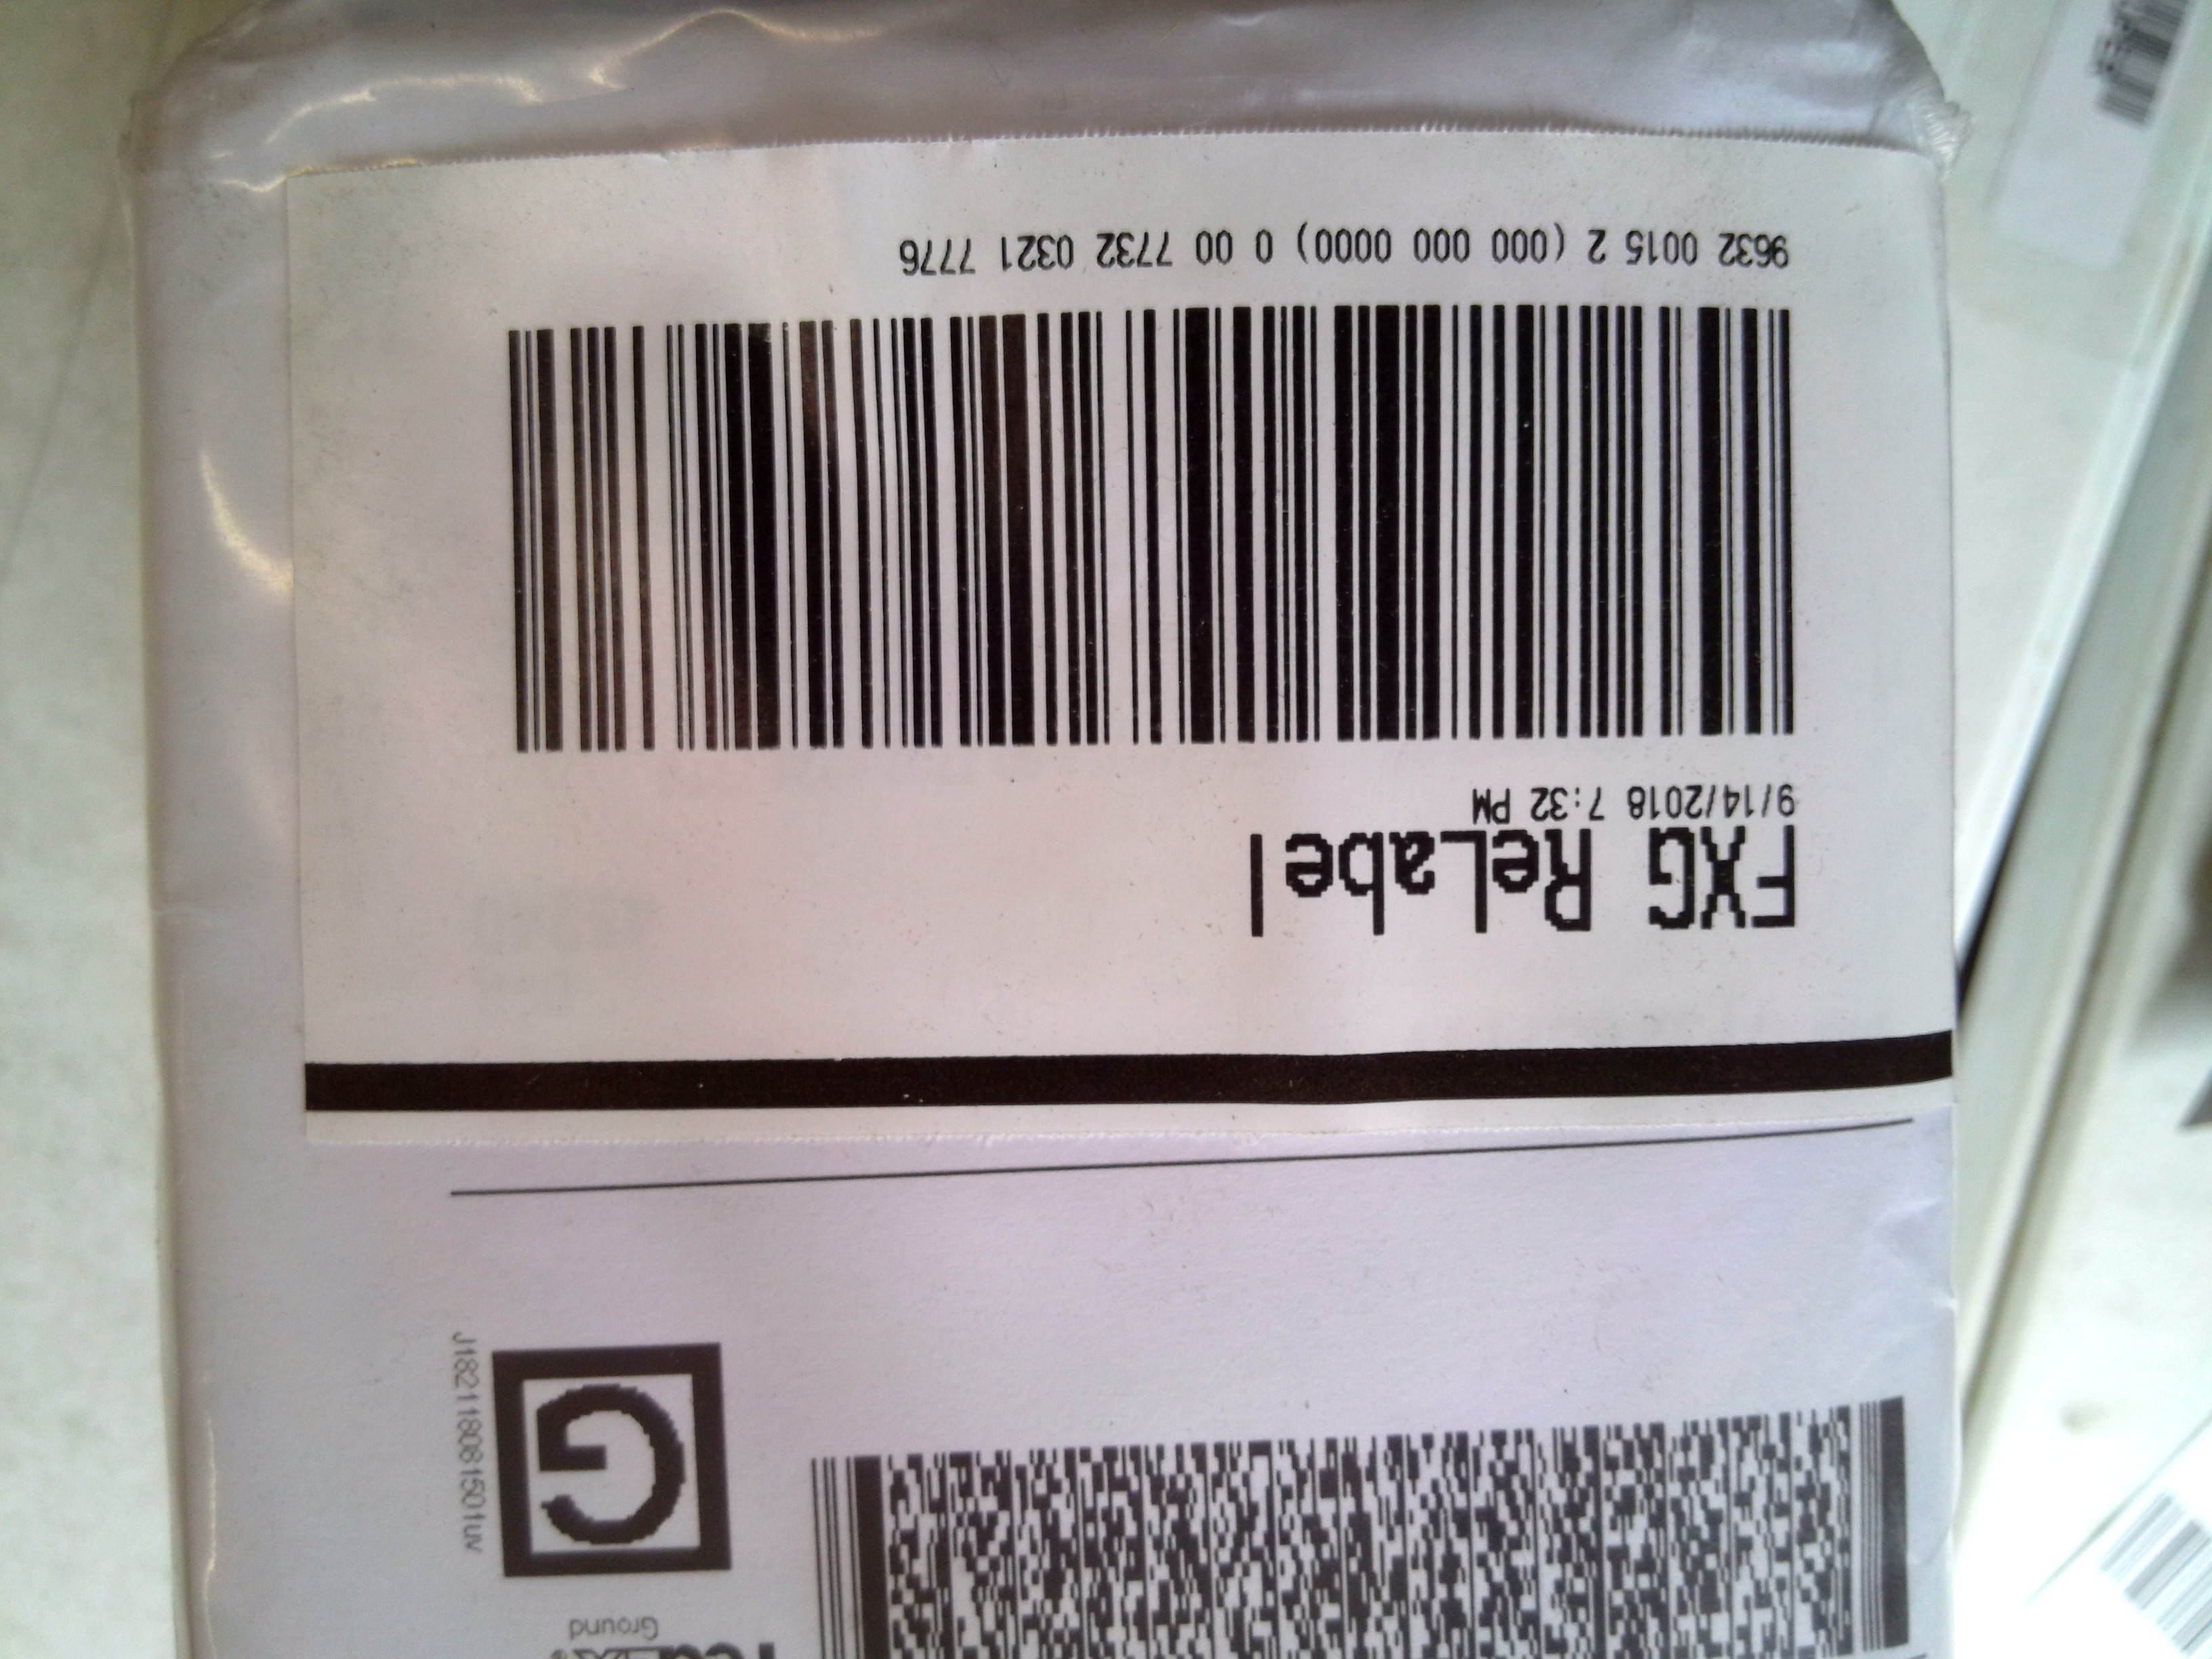 FXG ReLabel
9/14/2018 7:32 PM
9632 0015 2 (000 000 0000) 0 00 7732 0321 7776
Ground
G
J182118081501uv